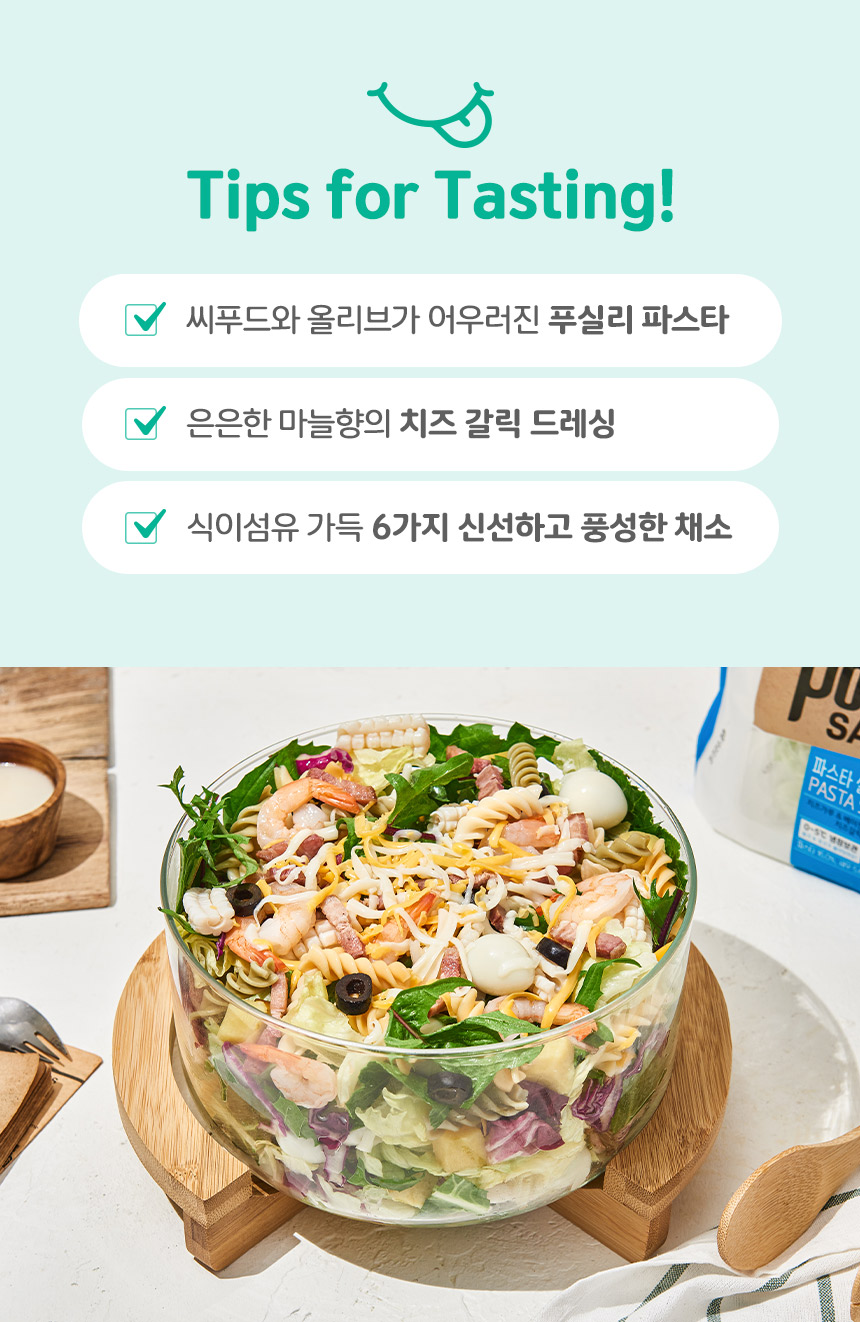 Tips for Tasting!
씨푸드와 올리브가 어우러진 푸실리 파스타
은은한 마늘향의 치즈 갈릭 드레싱
식이섬유 가득 6가지 신선하고 풍성한 채소
SA
파스타
PASTA
0~5℃ 냉장보관